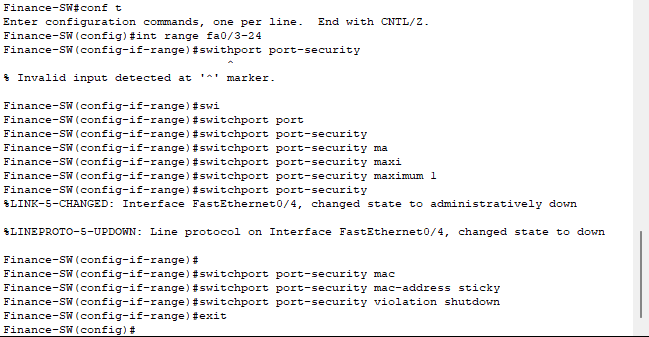 Finance-SW#conf t
Enter configuration commands, one per line.  End with CNTL/Z.
Finance-SW(config)#int range fa0/3-24
Finance-SW(config-if-range)#swithport port-security
^
% Invalid input detected at '^' marker.
Finance-SW(config-if-range)#swi
Finance-SW(config-if-range)#switchport port
Finance-SW(config-if-range)#switchport port-security
Finance-SW(config-if-range)#switchport port-security ma
Finance-SW(config-if-range)#switchport port-security maxi
Finance-SW(config-if-range)#switchport port-security maximum 1
Finance-SW(config-if-range)#switchport port-security
%LINK-5-CHANGED: Interface FastEthernet0/4, changed state to administratively down
%LINEPROTO-5-UPDOWN: Line protocol on Interface FastEthernet0/4, changed state to down
Finance-SW(config-if-range)#
Finance-SW(config-if-range)#switchport port-security mac
Finance-SW(config-if-range)#switchport port-security mac-address sticky
Finance-SW(config-if-range)#switchport port-security violation shutdown
Finance-SW(config-if-range)#exit
Finance-SW(config)#